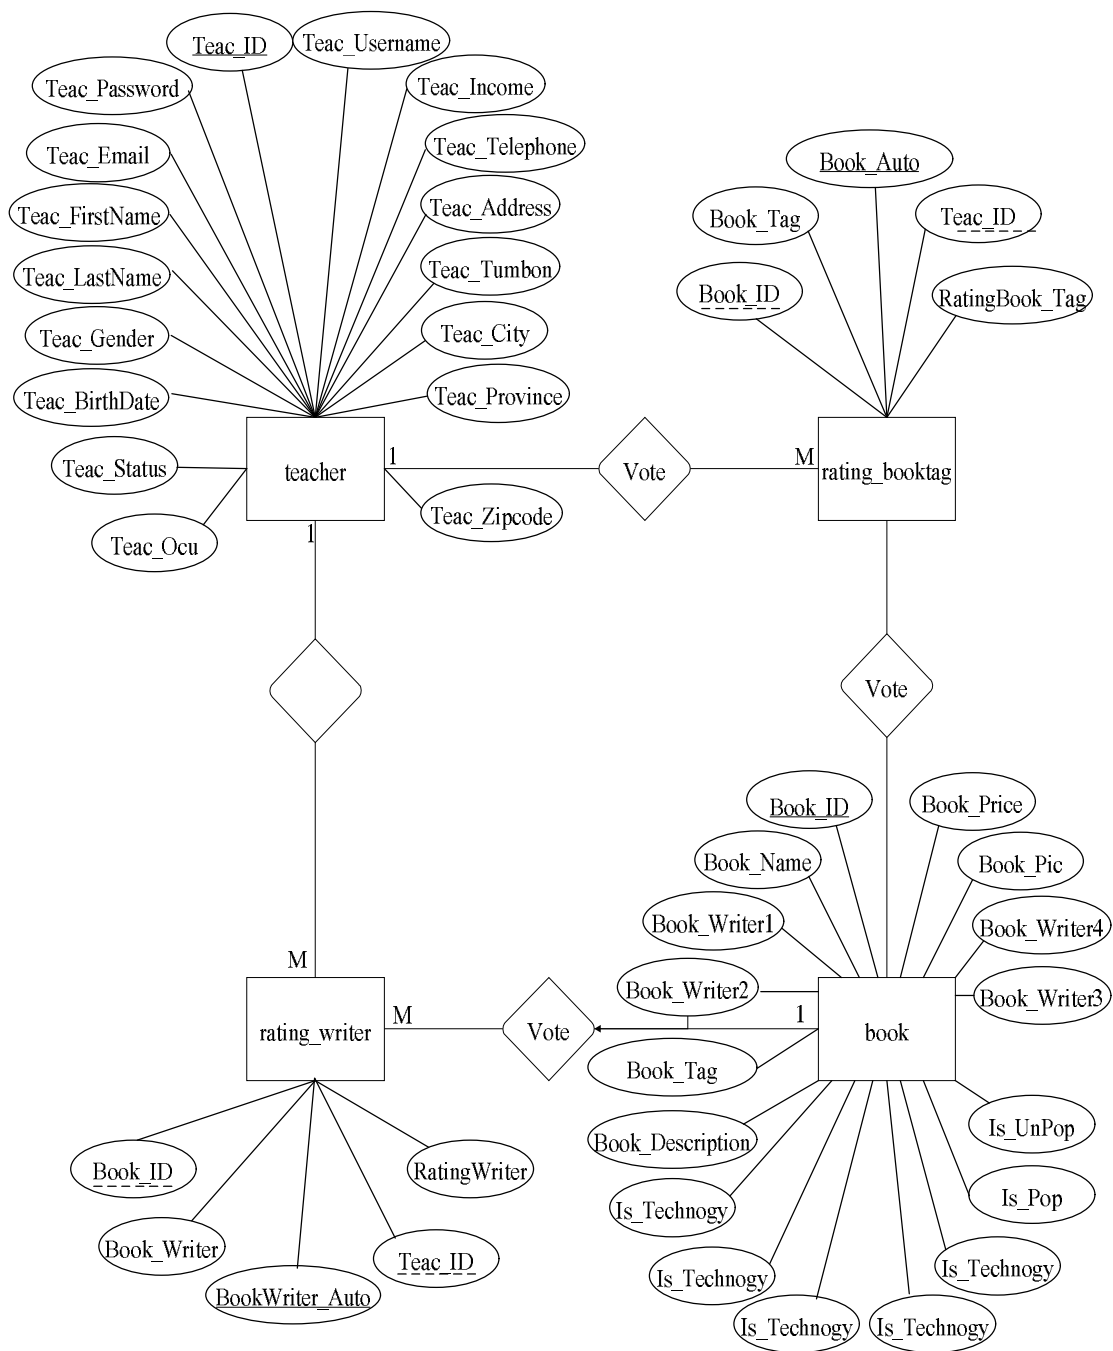 Teac_ID
Teac_Username
Teac_Password
Teac_Income
Teac_Email
Teac_Telephone
Book_Auto
Teac_FirstName
Teac_Address
Book_Tag
Teac_ID
Teac_LastName
Teac_Tumbon
Book_ID
RatingBook_Tag
Teac_Gender
Teac_City
Teac_BirthDate
Teac_Province
Teac_Status
teacher
1
Vote
M
rating_booktag
Teac_Zipcode
Teac_Ocu
1
Vote
Book_ID
Book_Price
Book_Name
Book_Pic
Book_Writer1
Book_Writer4
M
Book_Writer2
Book_Writer3
rating_writer
M
Vote
1
book
Book_Tag
Is_UnPop
Book_Description
Book_ID
RatingWriter
Is_Pop
Is_Technogy
Book_Writer
Teac_ID
Is_Technogy
Is_Technogy
BookWriter_Auto
Is_Technogy
Is_Technogy